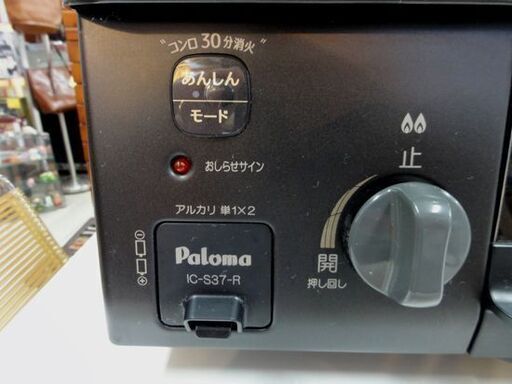 "コンロ30分消火"
あんしん
モード
おしらせサイン
アルカリ 単1×2
Paloma
IC-S37-R
止
開
押し回し